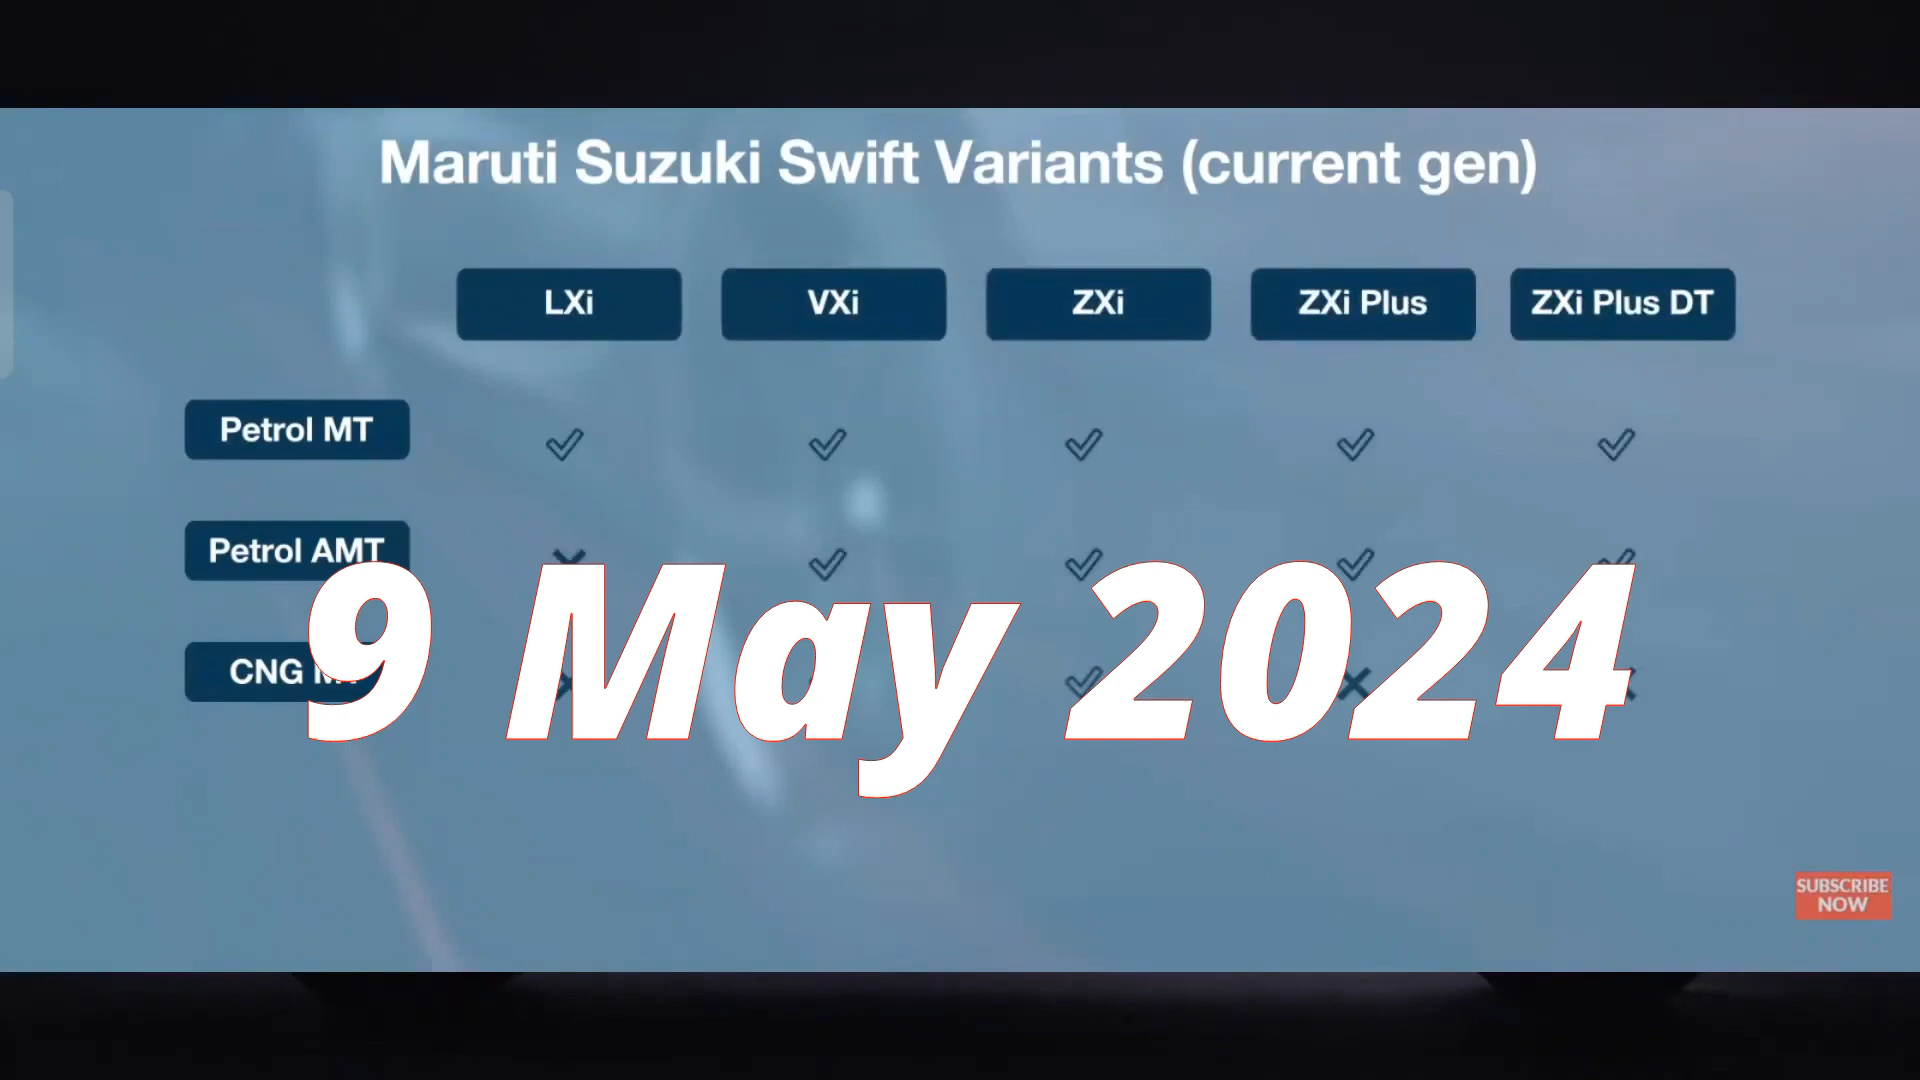 Maruti Suzuki Swift Variants (current gen)
LXi VXi ZXi ZXi Plus ZXi Plus DT
Petrol MT
Petrol AMT
CNG
9 May 2024
SUBSCRIBE
NOW